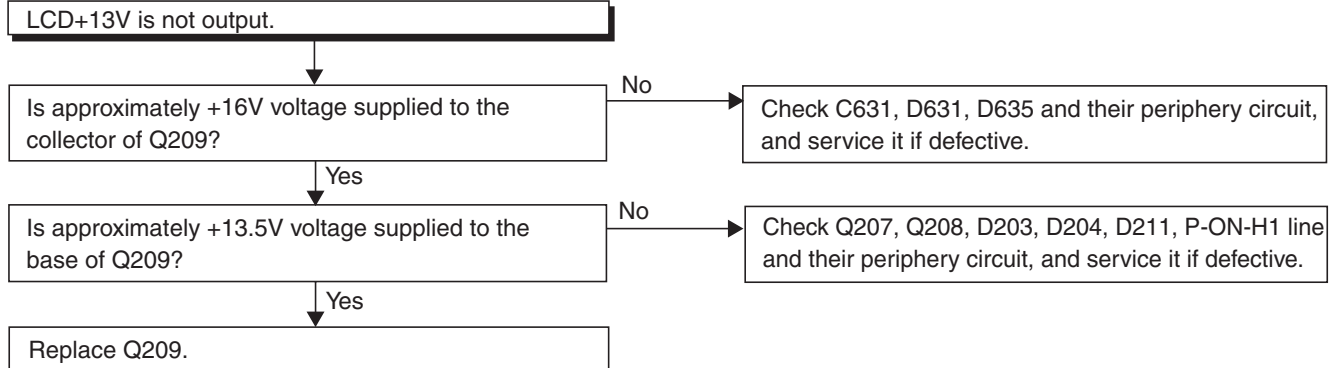 LCD+13V is not output.
Is approximately +16V voltage supplied to the
collector of Q209?
No
Check C631, D631, D635 and their periphery circuit,
and service it if defective.
Yes
Is approximately +13.5V voltage supplied to the
base of Q209?
No
Check Q207, Q208, D203, D204, D211, P-ON-H1 line
and their periphery circuit, and service it if defective.
Yes
Replace Q209.